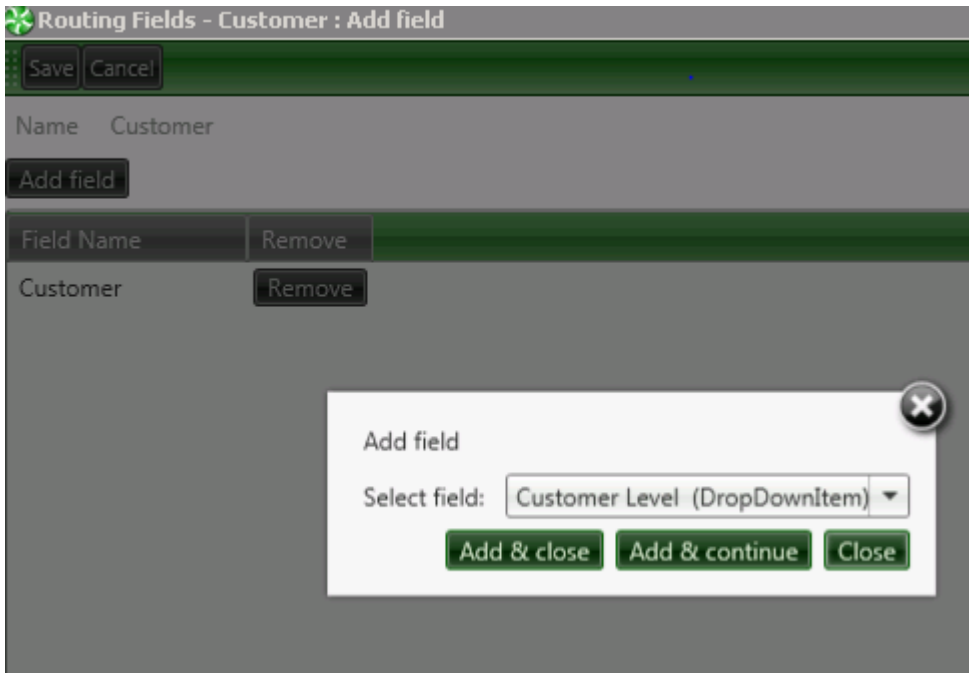 Routing Fields - Customer : Add field
Save Cancel
Name Customer
Add field
Field Name Remove
Customer Remove
Add field
Select field: Customer Level (DropDownItem)
Add & close Add & continue Close